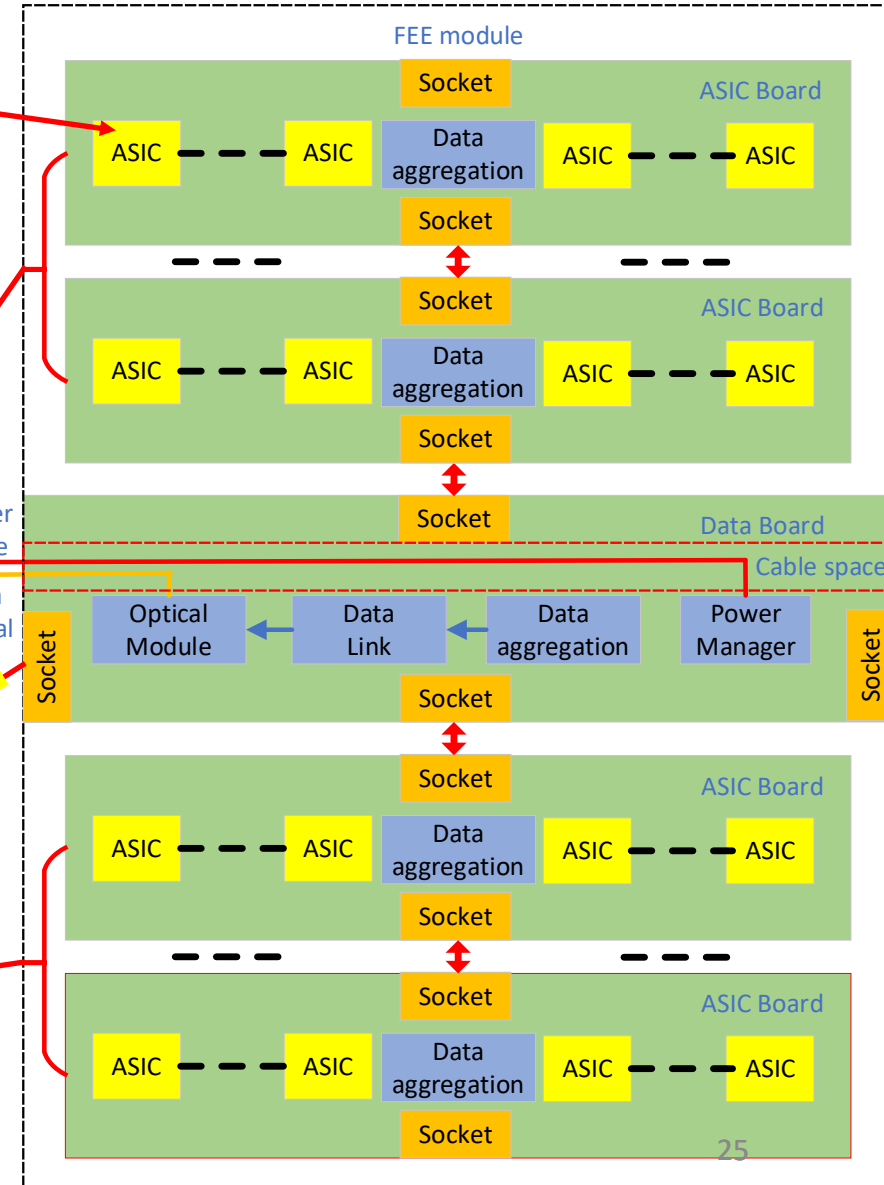 FEE module
Socket
ASIC Board
ASIC
ASIC
Data
aggregation
ASIC
ASIC
Socket
Socket
ASIC Board
ASIC
ASIC
Data
aggregation
ASIC
ASIC
Socket
Socket
Data Board
Cable space
Optical
Module
Data
Link
Data
aggregation
Power
Manager
Socket
Socket
Socket
Socket
ASIC Board
ASIC
ASIC
Data
aggregation
ASIC
ASIC
Socket
Socket
ASIC Board
ASIC
ASIC
Data
aggregation
ASIC
ASIC
Socket
25